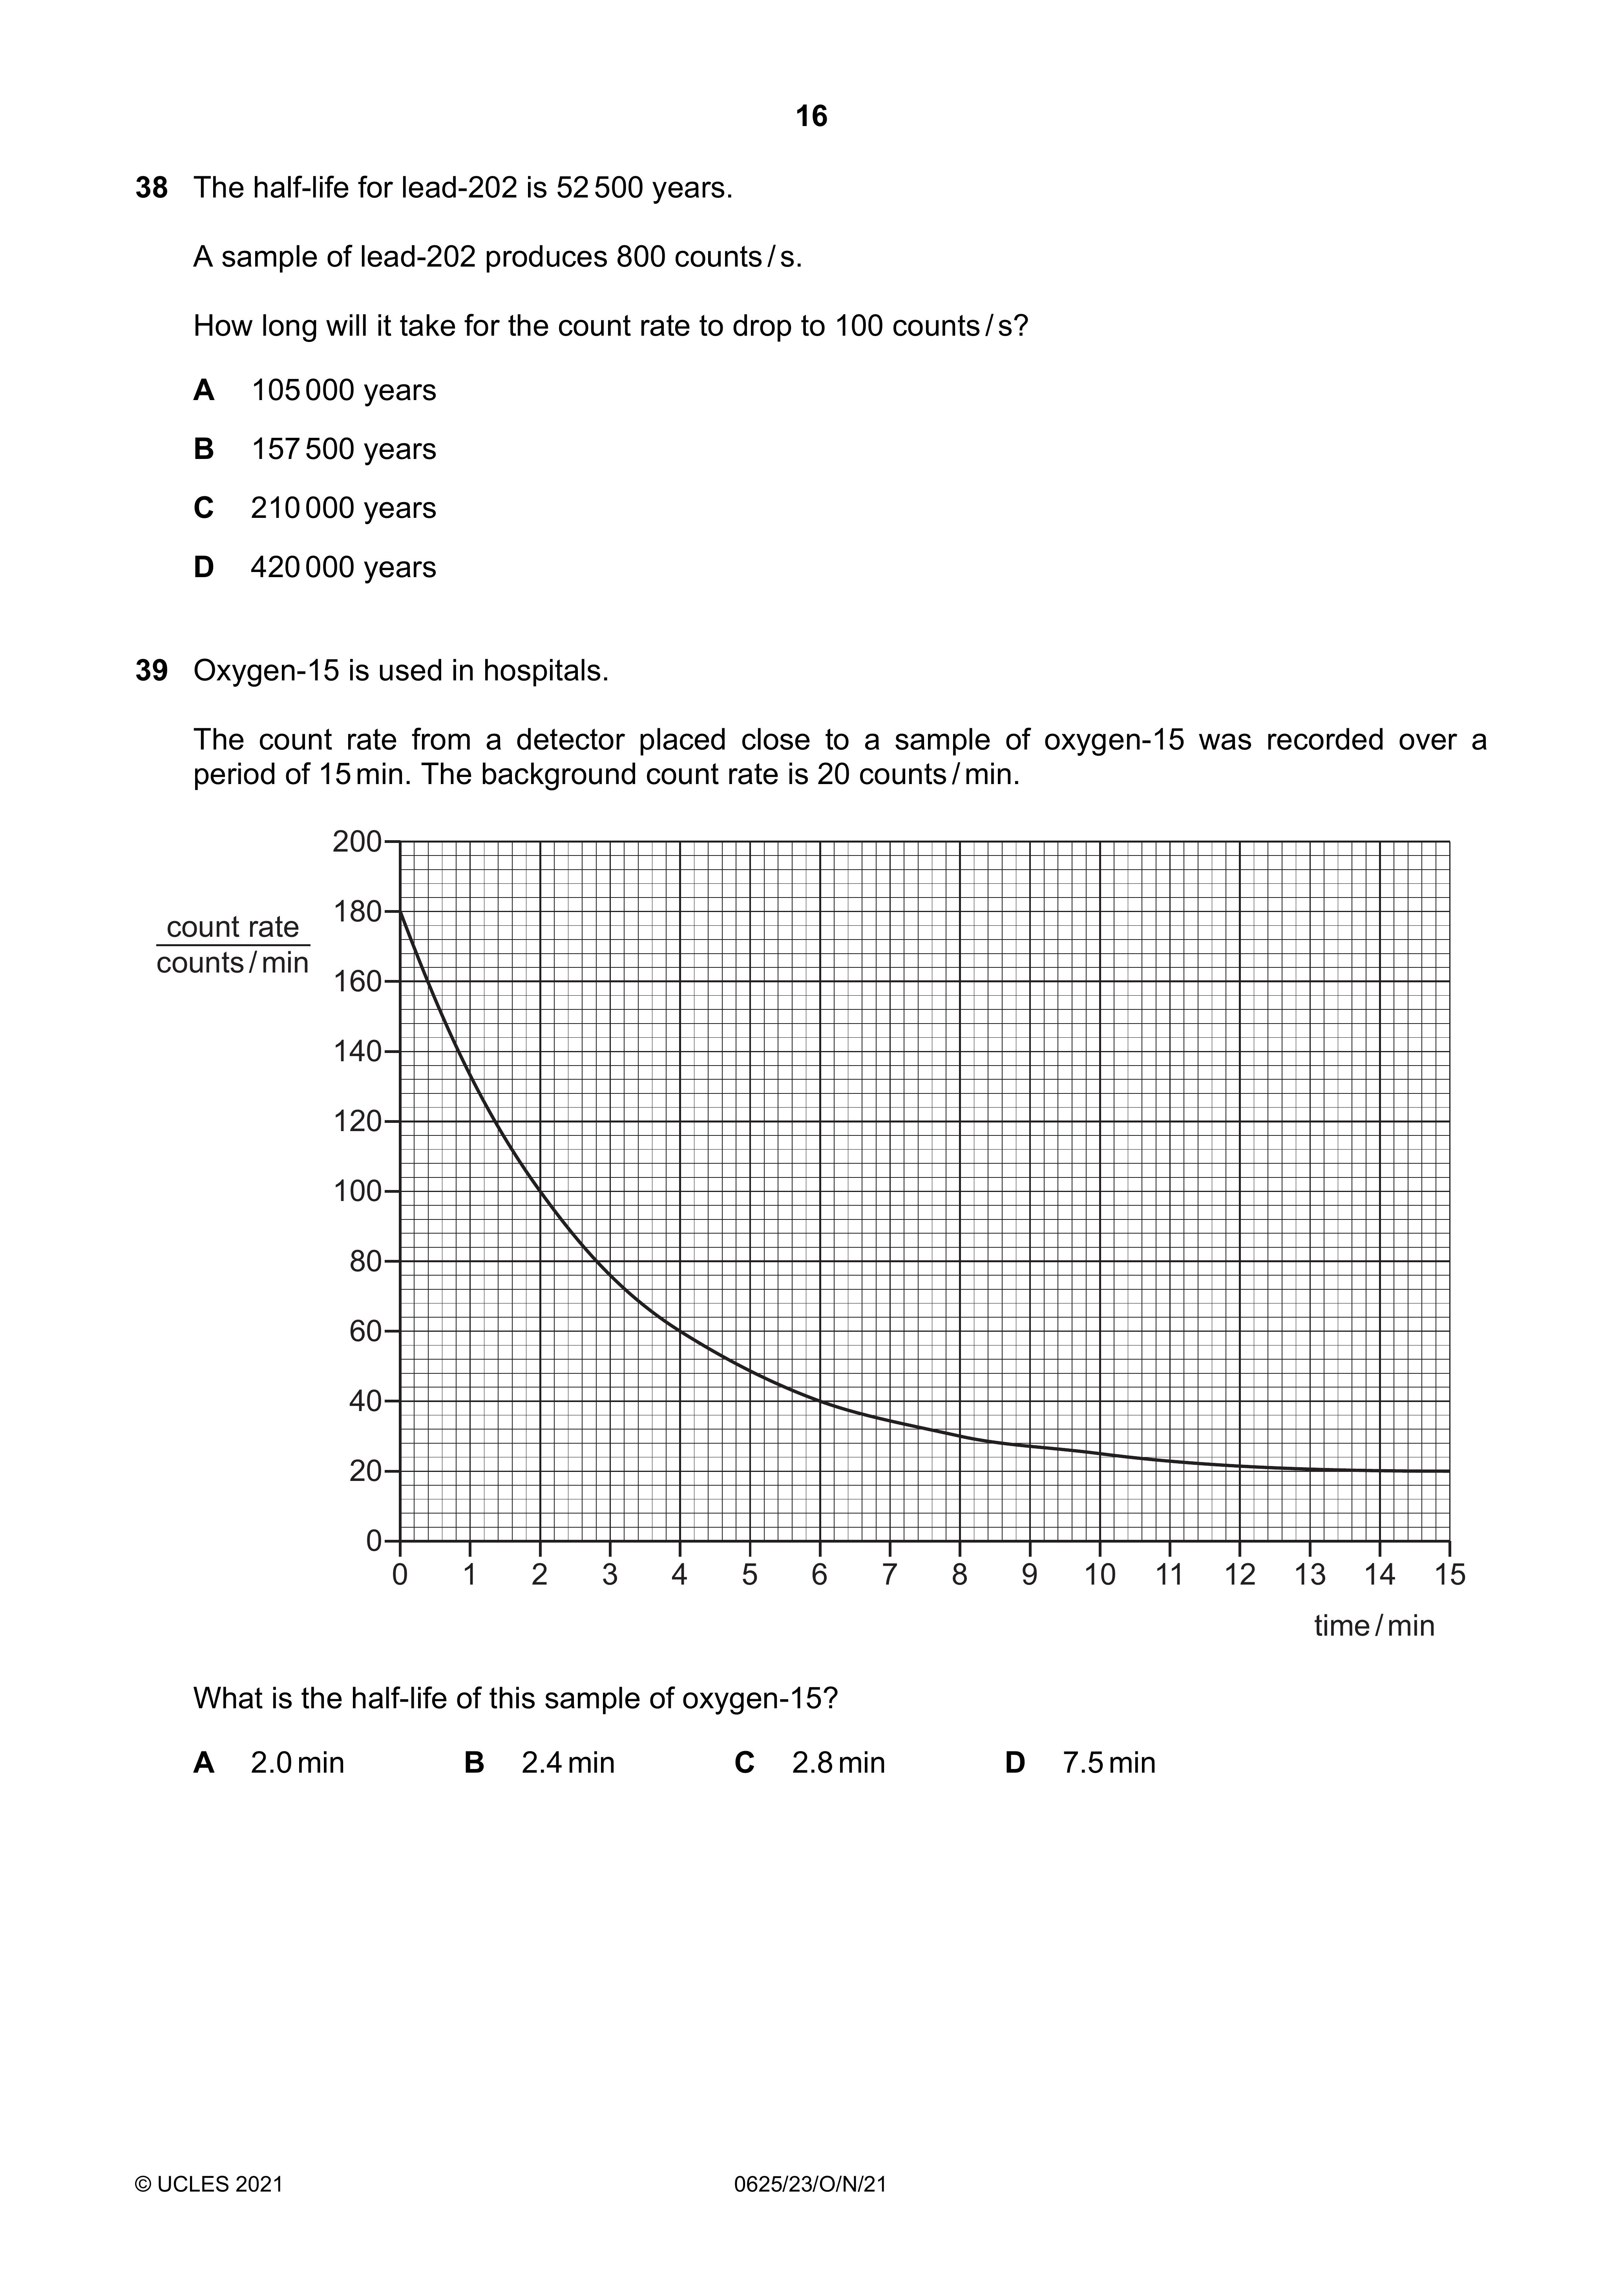 16
38 The half-life for lead-202 is 52 500 years.
A sample of lead-202 produces 800 counts / s.
How long will it take for the count rate to drop to 100 counts / s?
A 105 000 years
B 157 500 years
C 210 000 years
D 420 000 years
39 Oxygen-15 is used in hospitals.
The count rate from a detector placed close to a sample of oxygen-15 was recorded over a
period of 15 min. The background count rate is 20 counts / min.
200
180
count rate
counts / min
160
140
120
100
80
60
40
20
0
0 1 2 3 4 5 6 7 8 9 10 11 12 13 14 15
time / min
What is the half-life of this sample of oxygen-15?
A 2.0 min B 2.4 min C 2.8 min D 7.5 min
© UCLES 2021 0625/23/O/N/21